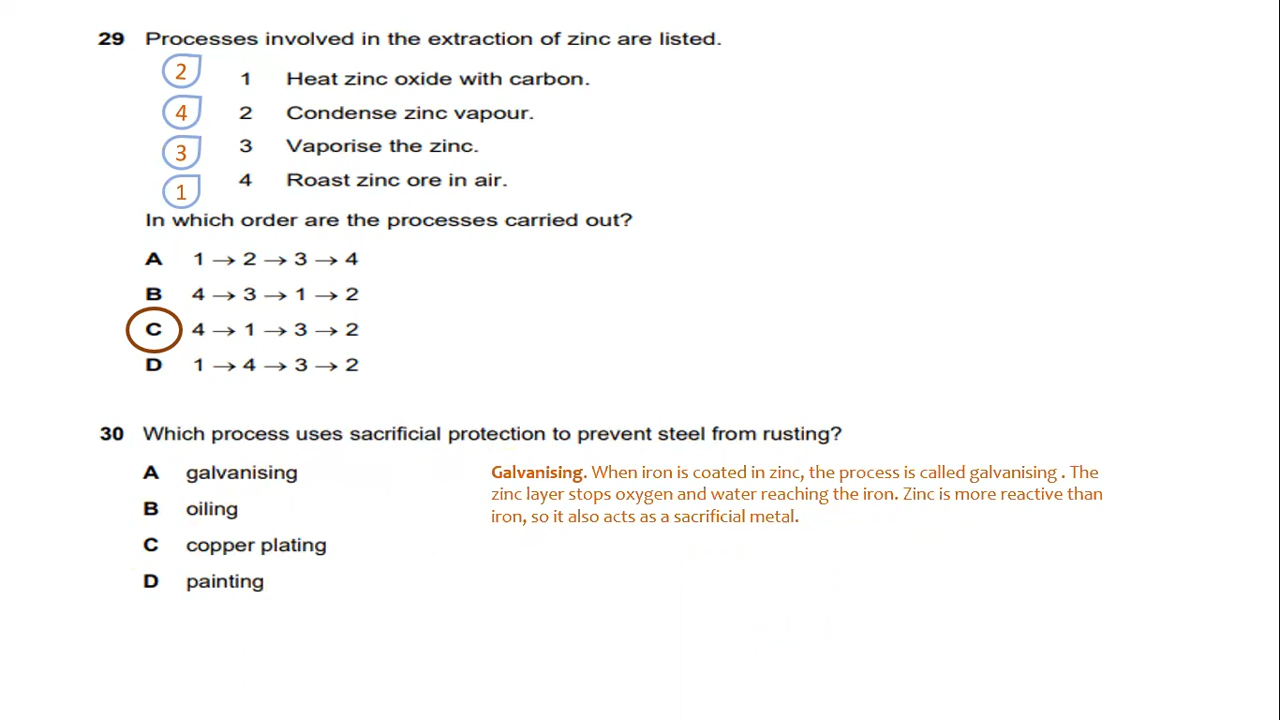 29 Processes involved in the extraction of zinc are listed.
2 1 Heat zinc oxide with carbon.
4 2 Condense zinc vapour.
3 3 Vaporise the zinc.
1 4 Roast zinc ore in air.
In which order are the processes carried out?
A 1 → 2 → 3 → 4
B 4 → 3 → 1 → 2
C 4 → 1 → 3 → 2
D 1 → 4 → 3 → 2
30 Which process uses sacrificial protection to prevent steel from rusting?
A galvanising
B oiling
C copper plating
D painting
Galvanising. When iron is coated in zinc, the process is called galvanising . The
zinc layer stops oxygen and water reaching the iron. Zinc is more reactive than
iron, so it also acts as a sacrificial metal.